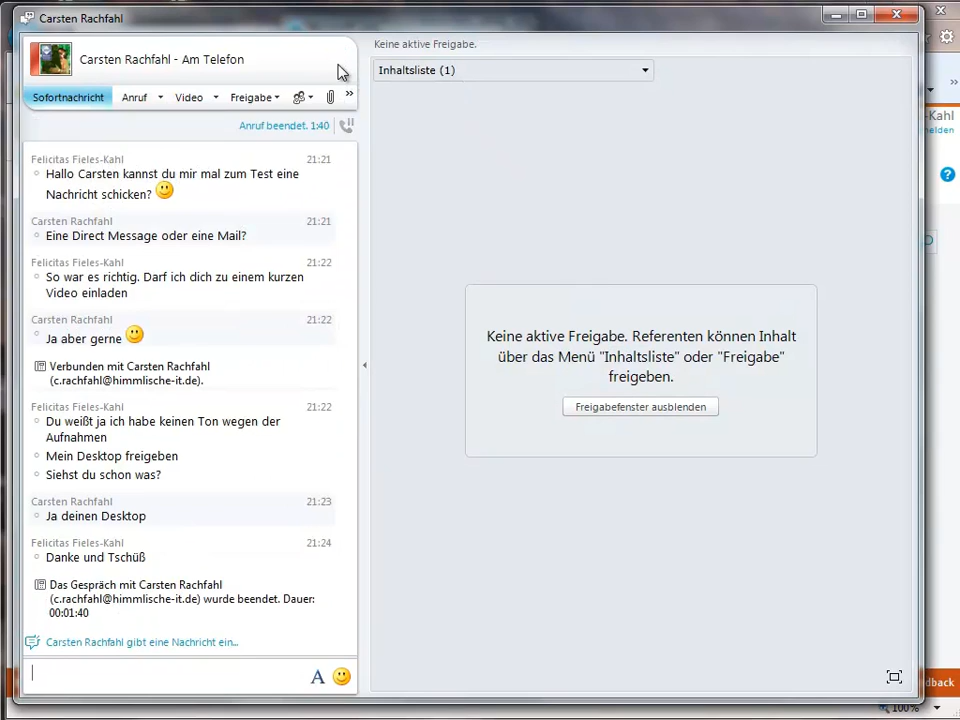 Carsten Rachfahl
Carsten Rachfahl - Am Telefon
Sofortnachricht Anruf Video Freigabe »
Anruf beendet. 1:40
Felicitas Fieles-Kahl 21:21
Hallo Carsten kannst du mir mal zum Test eine
Nachricht schicken?
Carsten Rachfahl 21:21
Eine Direct Message oder eine Mail?
Felicitas Fieles-Kahl 21:22
So war es richtig. Darf ich dich zu einem kurzen
Video einladen
Carsten Rachfahl 21:22
Ja aber gerne
Verbunden mit Carsten Rachfahl
(c.rachfahl@himmlische-it.de).
Felicitas Fieles-Kahl 21:22
Du weißt ja ich habe keinen Ton wegen der
Aufnahmen
Mein Desktop freigeben
Siehst du schon was?
Carsten Rachfahl 21:23
Ja deinen Desktop
Felicitas Fieles-Kahl 21:24
Danke und Tschüß
Das Gespräch mit Carsten Rachfahl
(c.rachfahl@himmlische-it.de) wurde beendet. Dauer:
00:01:40
Carsten Rachfahl gibt eine Nachricht ein...
A
Keine aktive Freigabe.
Inhaltsliste (1)
Keine aktive Freigabe. Referenten können Inhalt
über das Menü "Inhaltsliste" oder "Freigabe"
freigeben.
Freigabefenster ausblenden
»
-Kahl
elden
?
dback
100%